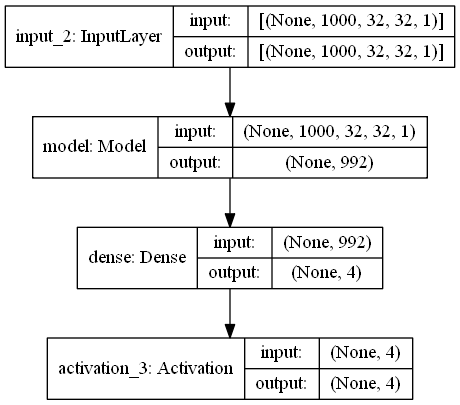 input_2: InputLayer
input: [(None, 1000, 32, 32, 1)]
output: [(None, 1000, 32, 32, 1)]
model: Model
input: (None, 1000, 32, 32, 1)
output: (None, 992)
dense: Dense
input: (None, 992)
output: (None, 4)
activation_3: Activation
input: (None, 4)
output: (None, 4)